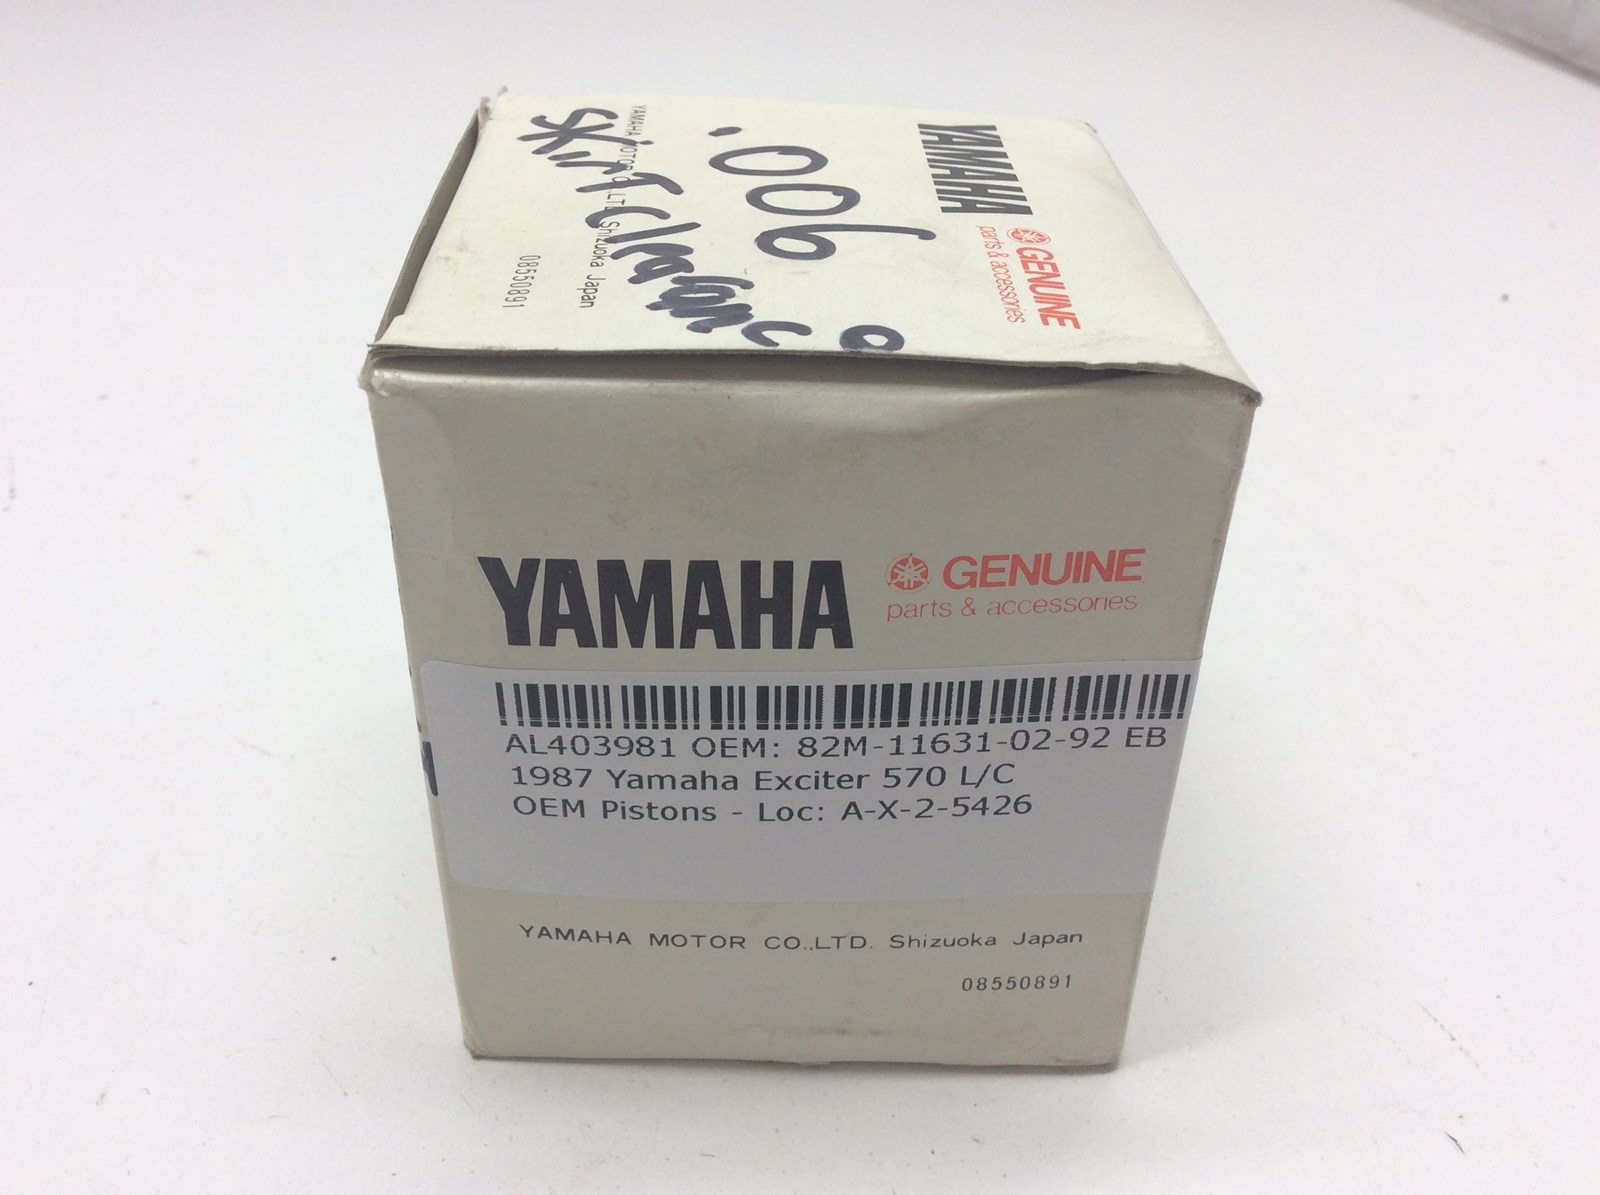 YAMAHA
GENUINE
parts & accessories
.006
YAMAHA MOTOR CO.,LTD. Shizuoka Japan
08550891
YAMAHA GENUINE
parts & accessories
AL403981 OEM: 82M-11631-02-92 EB
1987 Yamaha Exciter 570 L/C
OEM Pistons - Loc: A-X-2-5426
YAMAHA MOTOR CO.,LTD. Shizuoka Japan
08550891